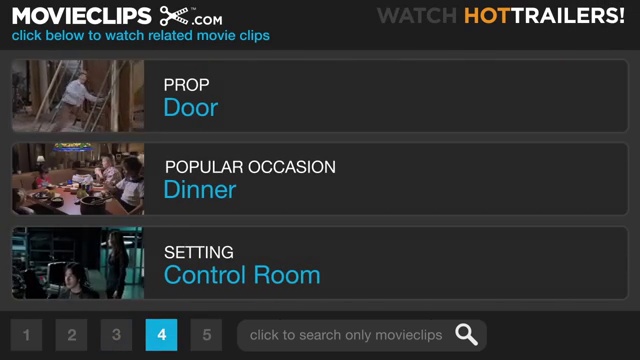 MOVIECLIPS .COM™
WATCH HOTTRAILERS!
click below to watch related movie clips
PROP
Door
POPULAR OCCASION
Dinner
SETTING
Control Room
1 2 3 4 5
click to search only movieclips